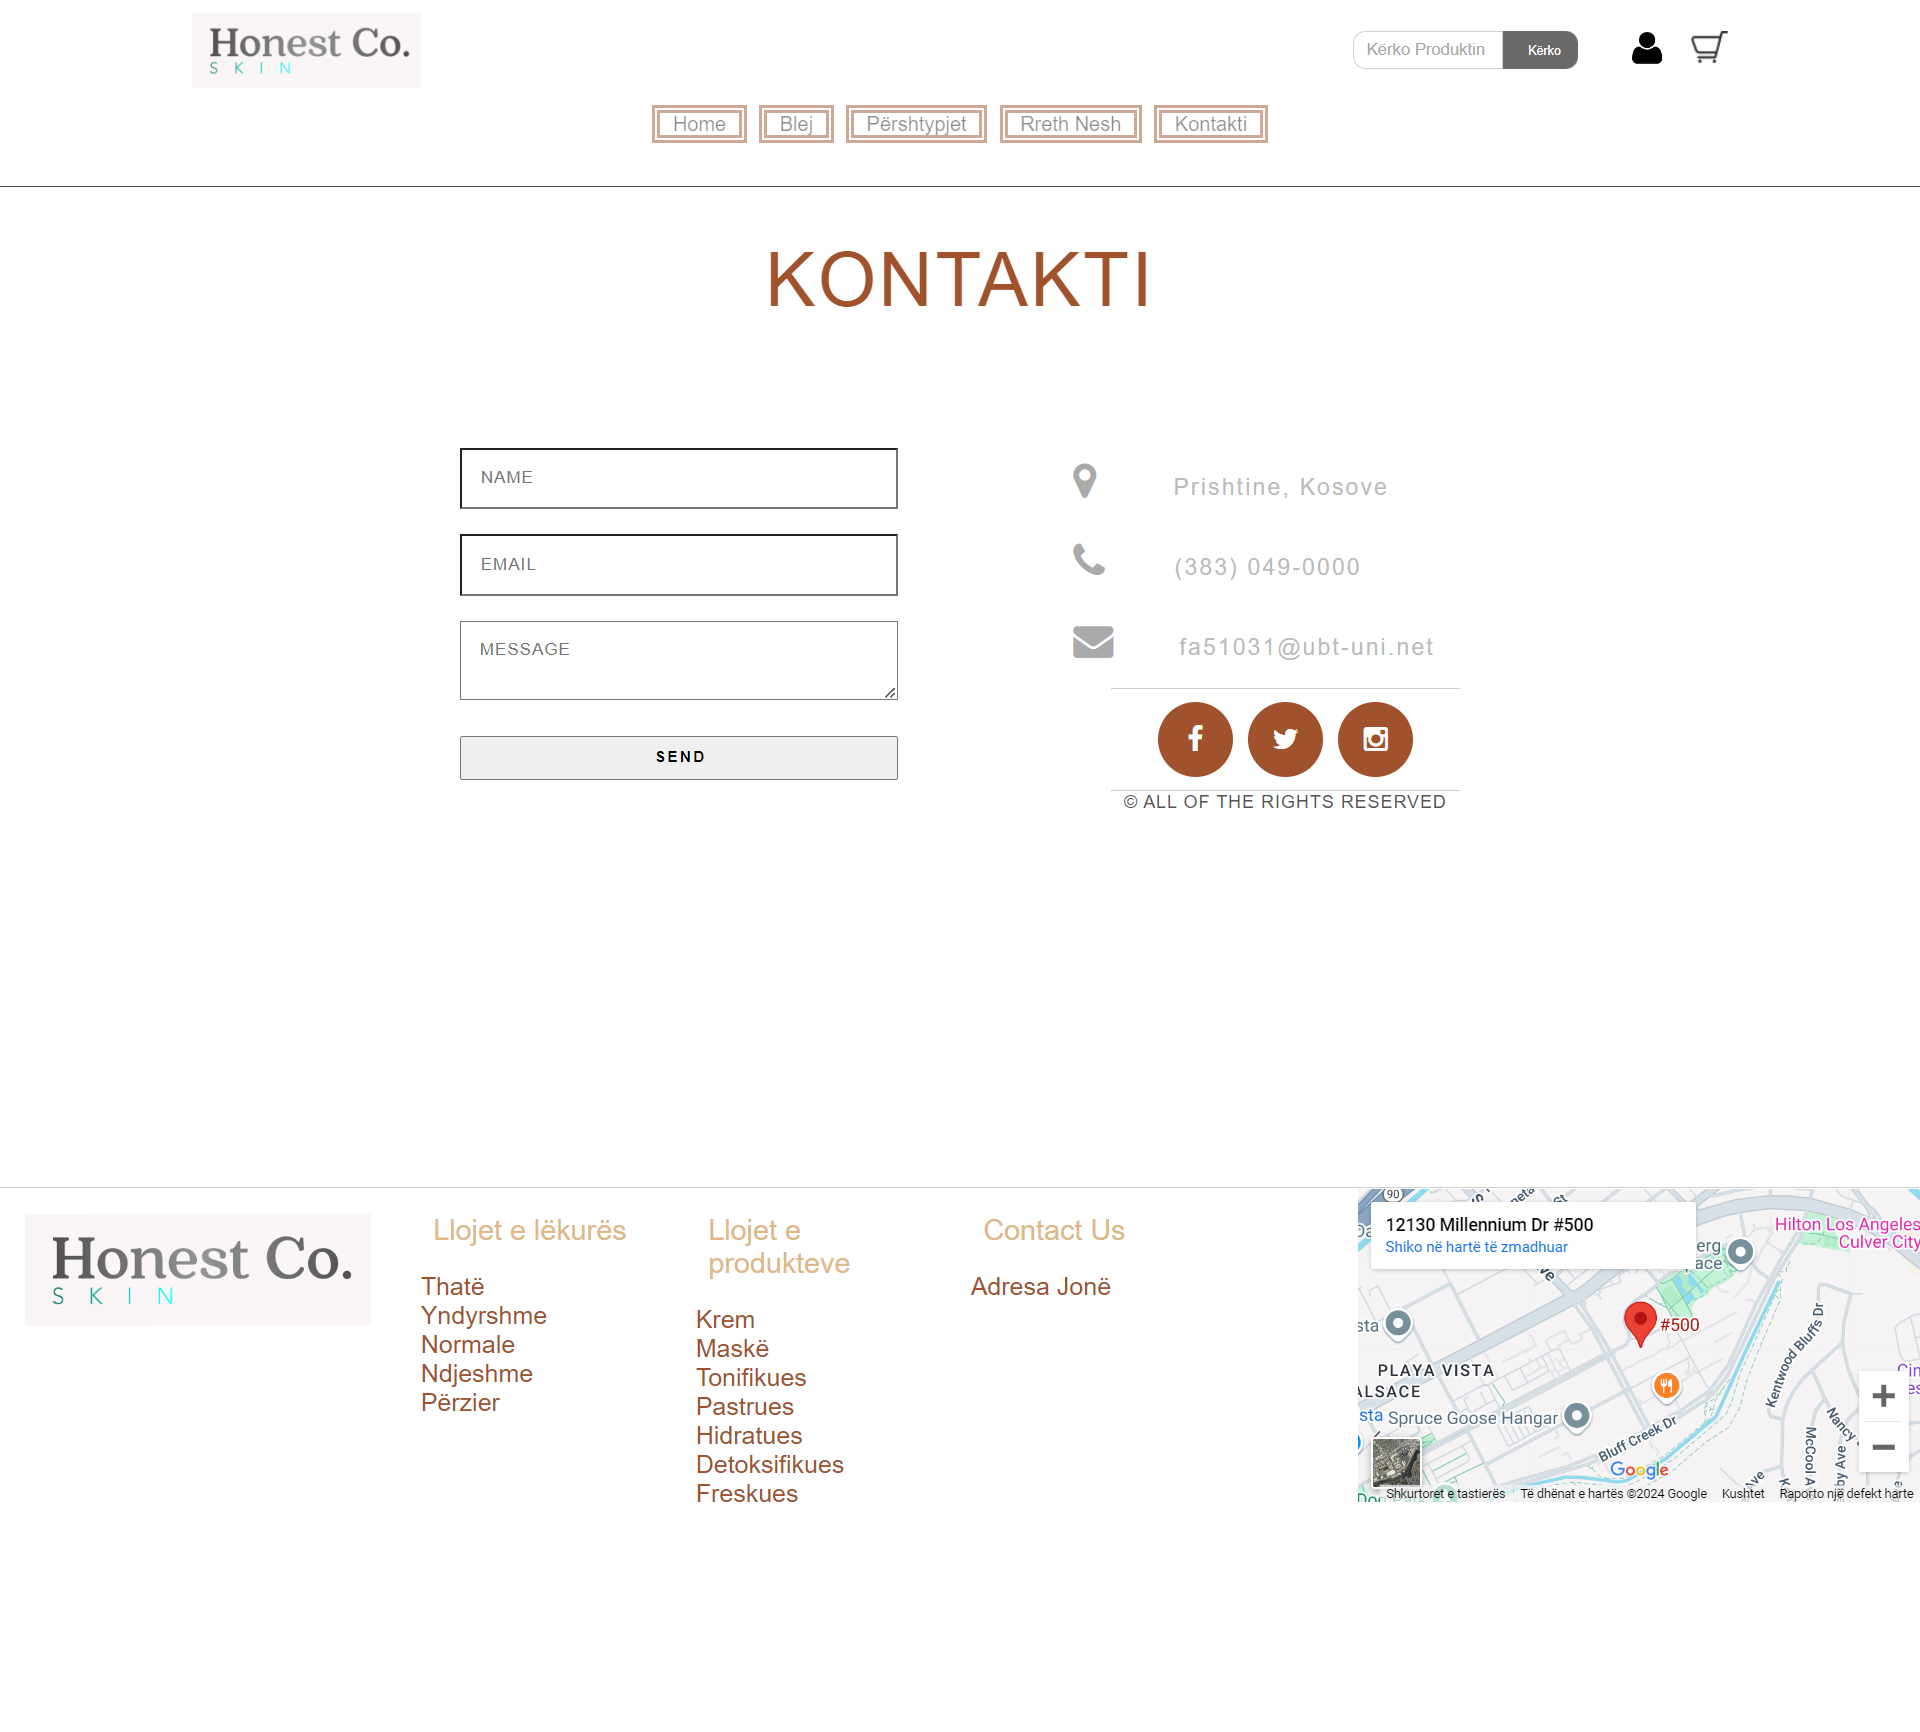 Honest Co.
SKIN
Kërko Produktin
Kërko
Home
Blej
Përshtypjet
Rreth Nesh
Kontakti
KONTAKTI
NAME
EMAIL
MESSAGE
SEND
Prishtine, Kosove
(383) 049-0000
fa51031@ubt-uni.net
© ALL OF THE RIGHTS RESERVED
Honest Co.
SKIN
Llojet e lëkurës
Thatë
Yndyrshme
Normale
Ndjeshme
Përzier
Llojet e
produkteve
Krem
Maskë
Tonifikues
Pastrues
Hidratues
Detoksifikues
Freskues
Contact Us
Adresa Jonë
90
12130 Millennium Dr #500
Shiko në hartë të zmadhuar
Hilton Los Angeles
Culver City
#500
PLAYA VISTA
Spruce Goose Hangar
Bluff Creek Dr
Kentwood Bluffs Dr
Nancy
McCool A
Google
Shkurtoret e tastierës
Të dhënat e hartës ©2024 Google
Kushtet
Raporto një defekt harte